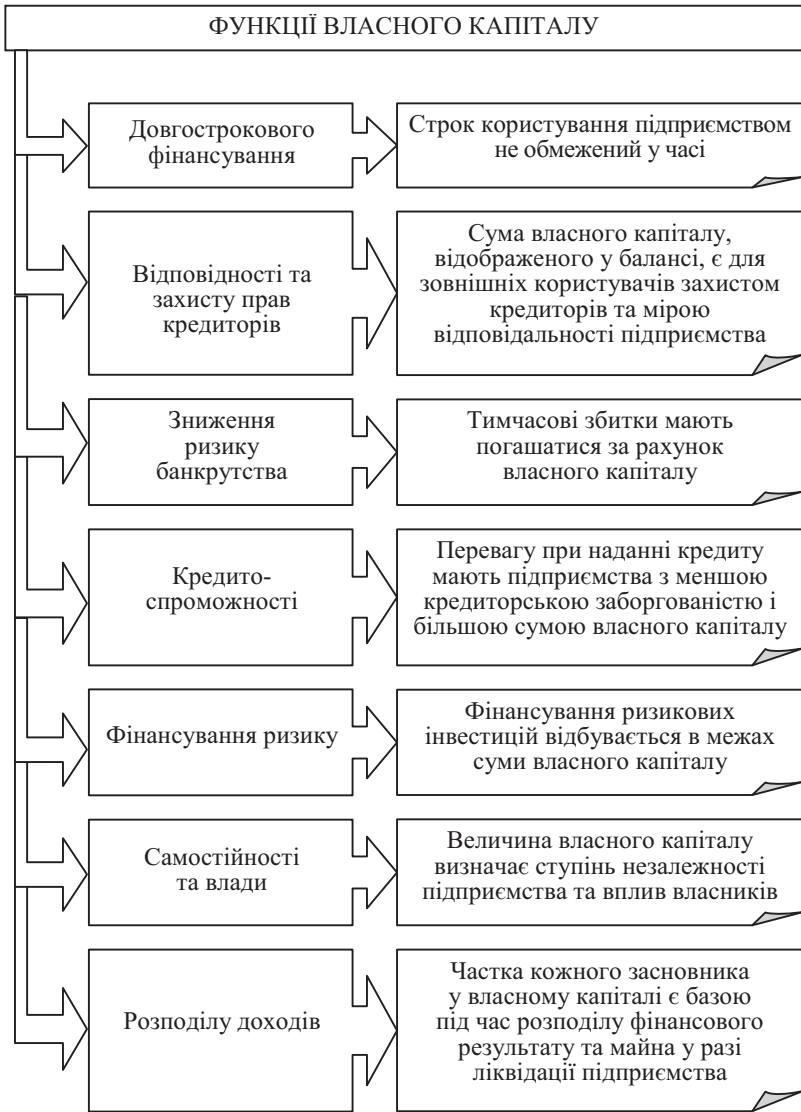 ФУНКЦІЇ ВЛАСНОГО КАПІТАЛУ
Довгострокового
фінансування
Строк користування підприємством
не обмежений у часі
Відповідності та
захисту прав
кредиторів
Сума власного капіталу,
відображеного у балансі, є для
зовнішніх користувачів захистом
кредиторів та мірою
відповідальності підприємства
Зниження
ризику
банкрутства
Тимчасові збитки мають
погашатися за рахунок
власного капіталу
Кредито-
спроможності
Перевагу при наданні кредиту
мають підприємства з меншою
кредиторською заборгованістю і
більшою сумою власного капіталу
Фінансування ризику
Фінансування ризикових
інвестицій відбувається в межах
суми власного капіталу
Самостійності
та влади
Величина власного капіталу
визначає ступінь незалежності
підприємства та вплив власників
Розподілу доходів
Частка кожного засновника
у власному капіталі є базою
під час розподілу фінансового
результату та майна у разі
ліквідації підприємства